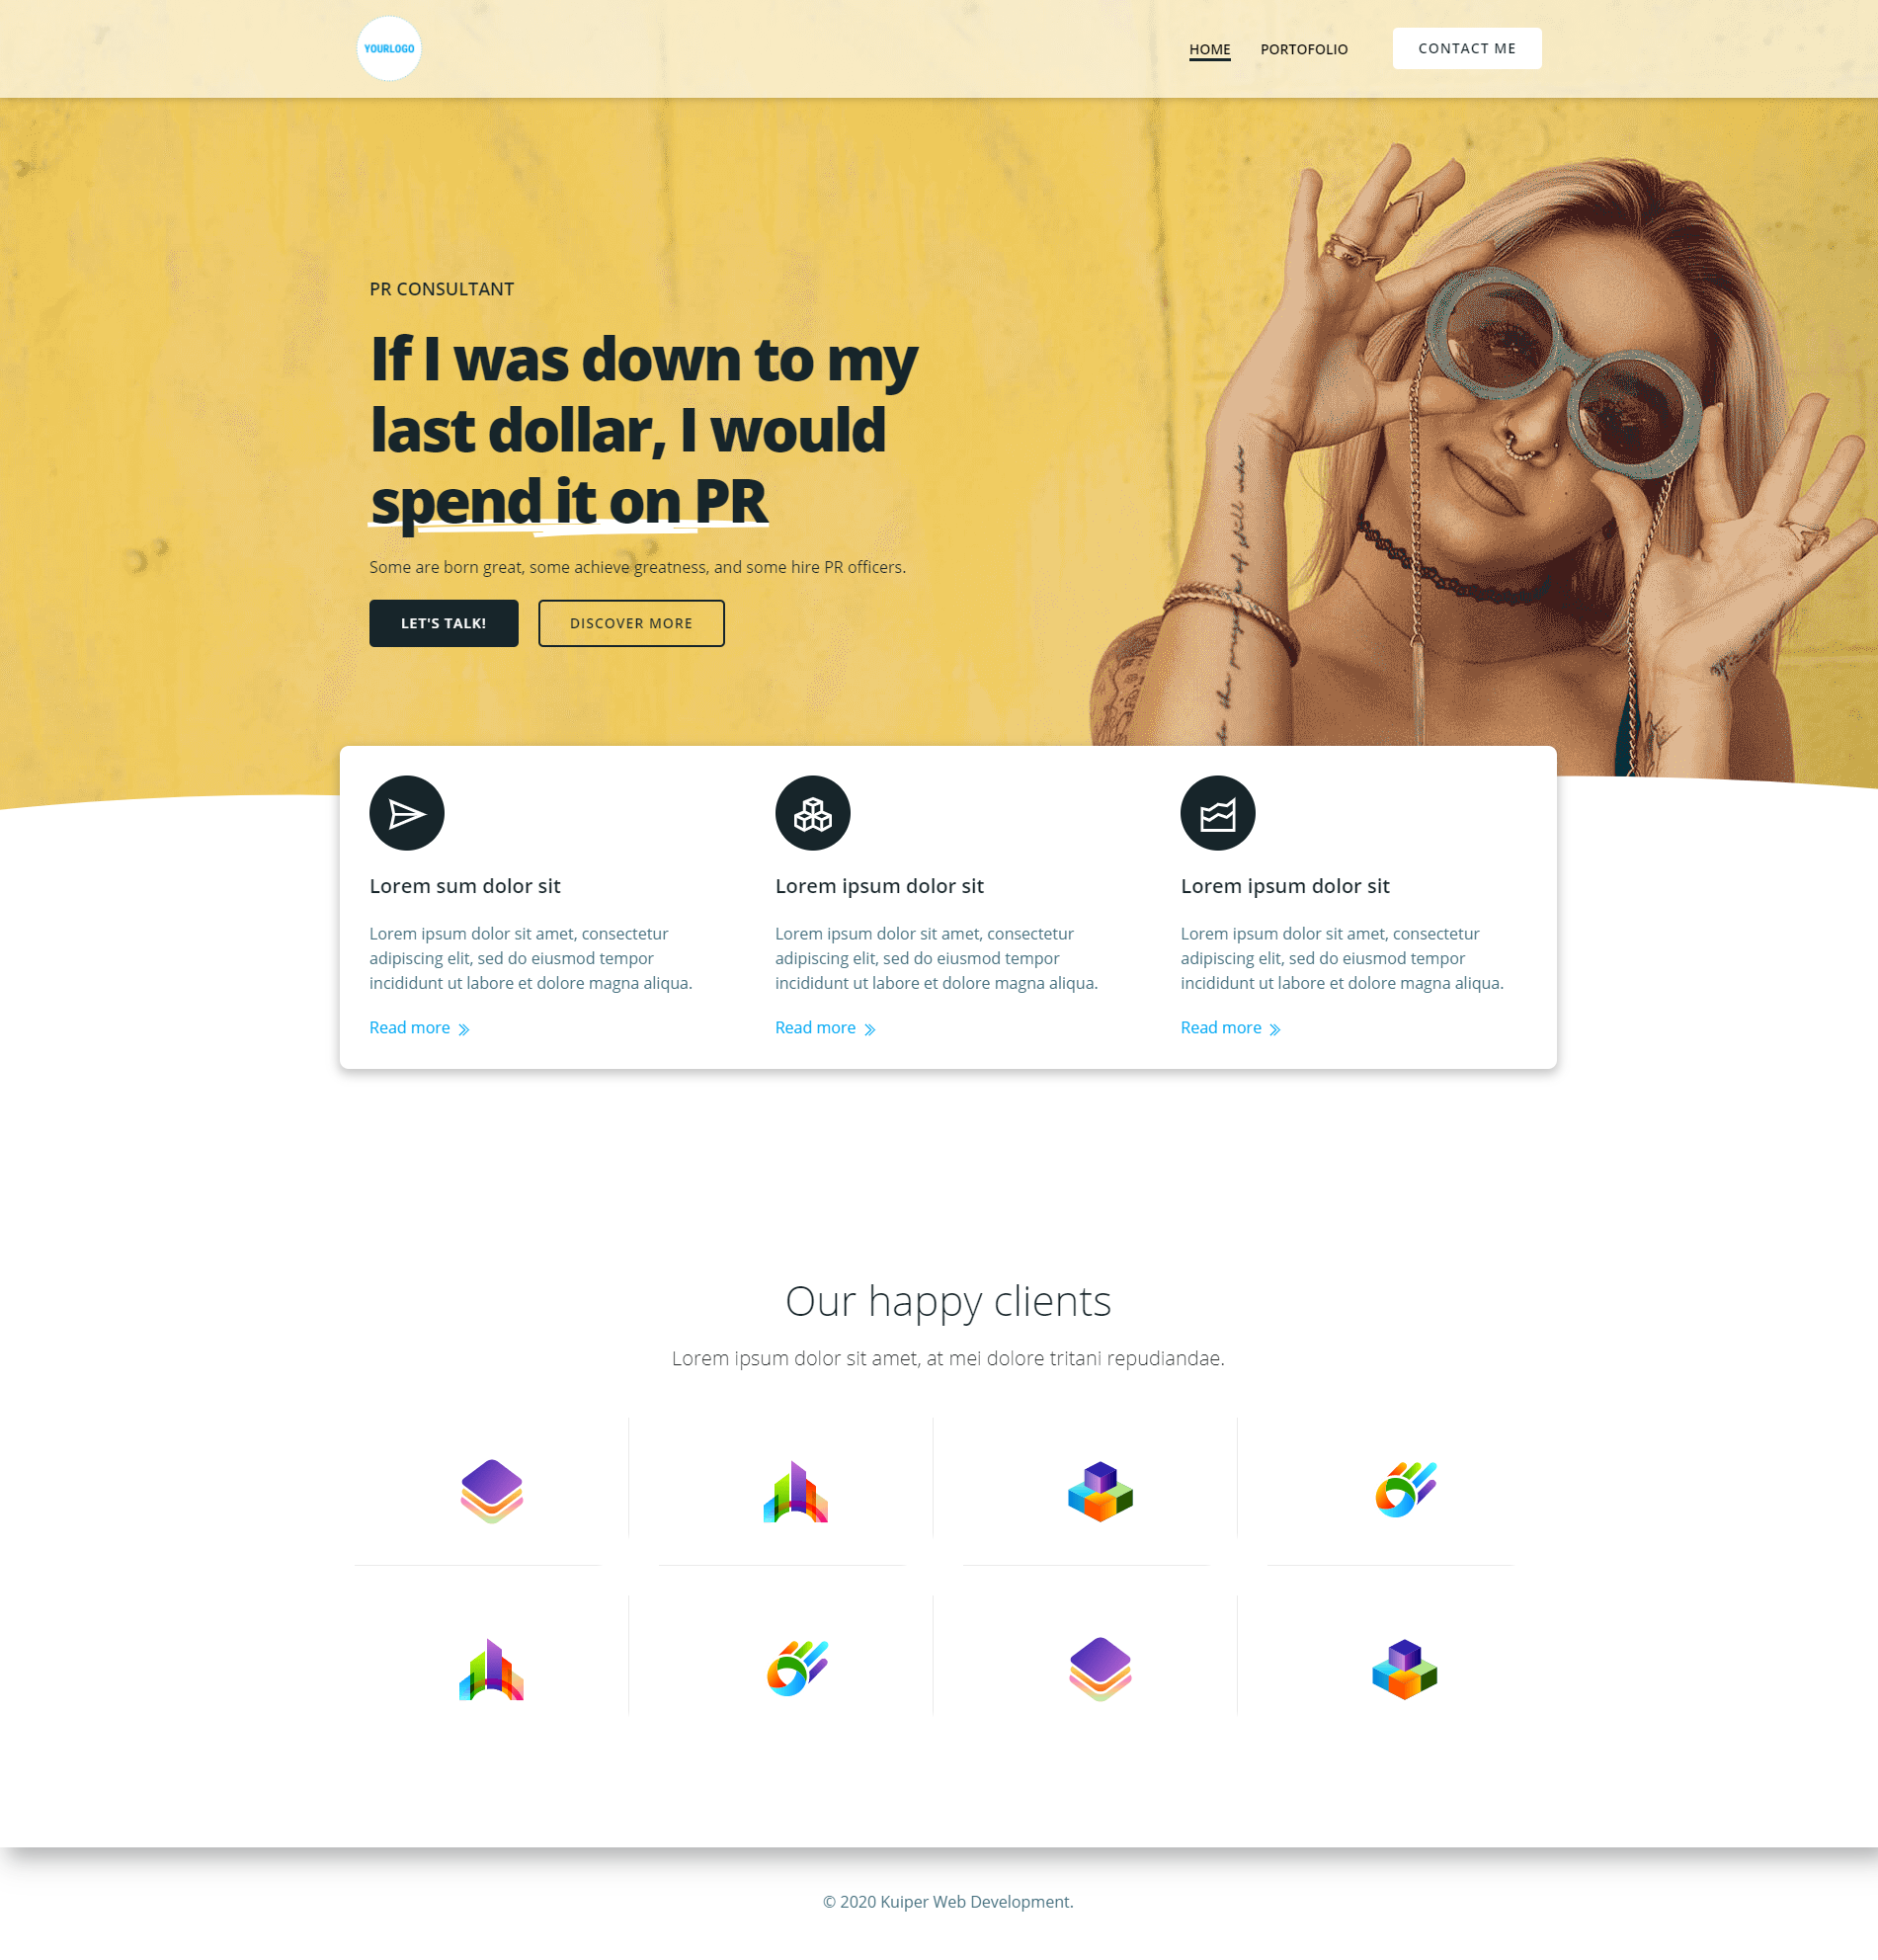 YOURLOGO
HOME
PORTOFOLIO
CONTACT ME
PR CONSULTANT
If I was down to my
last dollar, I would
spend it on PR
Some are born great, some achieve greatness, and some hire PR officers.
LET'S TALK!
DISCOVER MORE
Lorem sum dolor sit
Lorem ipsum dolor sit amet, consectetur
adipiscing elit, sed do eiusmod tempor
incididunt ut labore et dolore magna aliqua.
Read more
Lorem ipsum dolor sit
Lorem ipsum dolor sit amet, consectetur
adipiscing elit, sed do eiusmod tempor
incididunt ut labore et dolore magna aliqua.
Read more
Lorem ipsum dolor sit
Lorem ipsum dolor sit amet, consectetur
adipiscing elit, sed do eiusmod tempor
incididunt ut labore et dolore magna aliqua.
Read more
Our happy clients
Lorem ipsum dolor sit amet, at mei dolore tritani repudiandae.
© 2020 Kuiper Web Development.